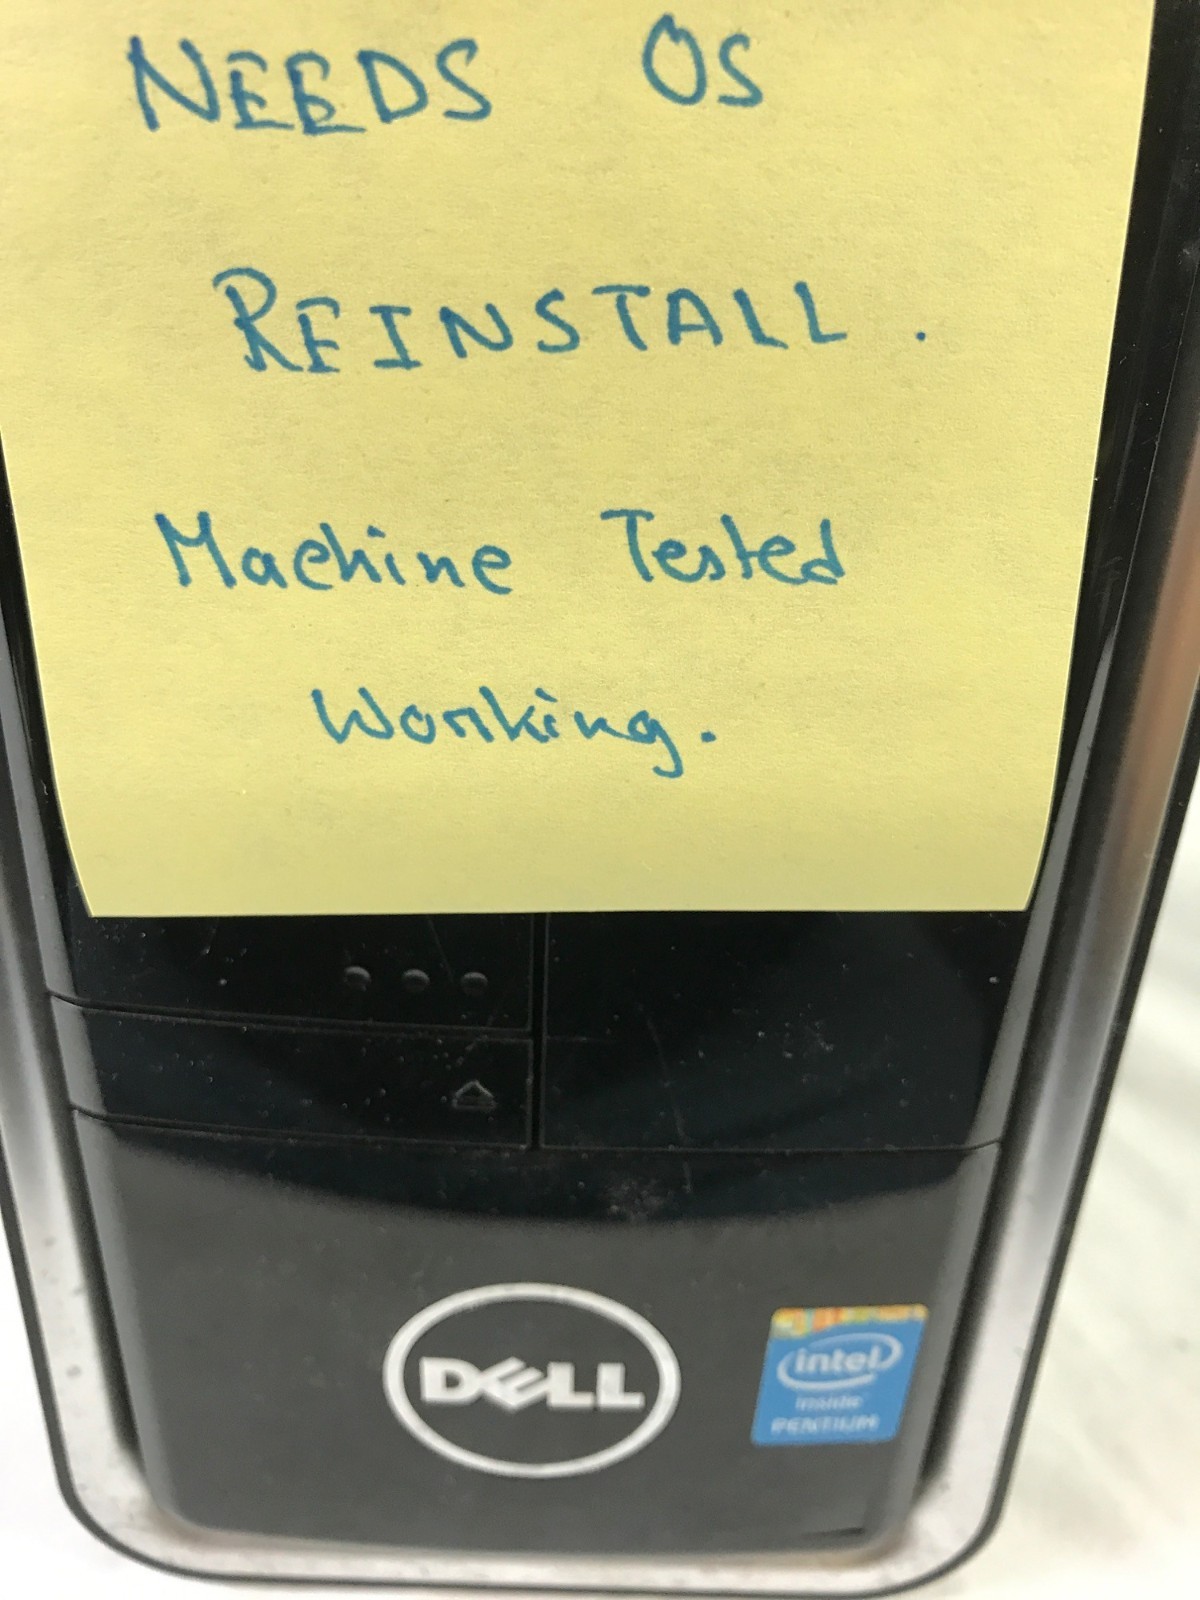 NEEDS OS
REINSTALL.
Machine Tested
Working.
DELL
intel
inside
PENTIUM